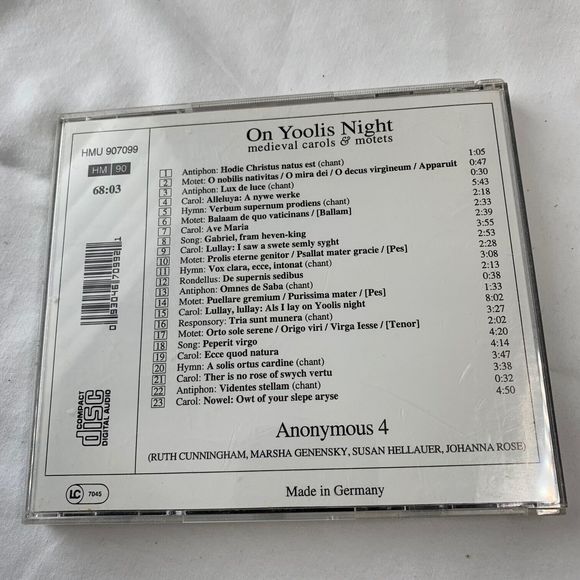 HMU 907099
HM 90
68:03
On Yoolis Night
medieval carols & motets
1 Antiphon: Hodie Christus natus est (chant) 1:05
2 Motet: O nobilis nativitas / O mira dei / O decus virgineum / Apparuit 0:47
3 Antiphon: Lux de luce (chant) 0:30
4 Carol: Alleluya: A nywe werke 5:43
5 Hymn: Verbum supernum prodiens (chant) 2:18
6 Motet: Balaam de quo vaticinans / [Ballam] 2:33
7 Carol: Ave Maria 2:39
8 Song: Gabriel, fram heven-king 3:55
9 Carol: Lullay: I saw a swete semly syght 2:53
10 Motet: Prolis eterne genitor / Psallat mater gracie / [Pes] 2:28
11 Hymn: Vox clara, ecce, intonat (chant) 3:08
12 Rondellus: De supernis sedibus 0:38
13 Antiphon: Omnes de Saba (chant) 1:33
14 Motet: Puellare gremium / Purissima mater / [Pes] 2:14
15 Carol: Lullay, lullay: Als I lay on Yoolis night 8:02
16 Responsory: Tria sunt munera (chant) 3:27
17 Motet: Orto sole serene / Origo viri / Virga Iesse / [Tenor] 2:02
18 Song: Peperit virgo 4:20
19 Carol: Ecce quod natura 4:14
20 Hymn: A solis ortus cardine (chant) 3:47
21 Carol: Ther is no rose of swych vertu 3:38
22 Antiphon: Videntes stellam (chant) 0:32
23 Carol: Nowel: Owt of your slepe aryse 4:50
0 93046 70992 1
COMPACT
disc
DIGITAL AUDIO
Anonymous 4
(RUTH CUNNINGHAM, MARSHA GENENSKY, SUSAN HELLAUER, JOHANNA ROSE)
LC 7045
Made in Germany